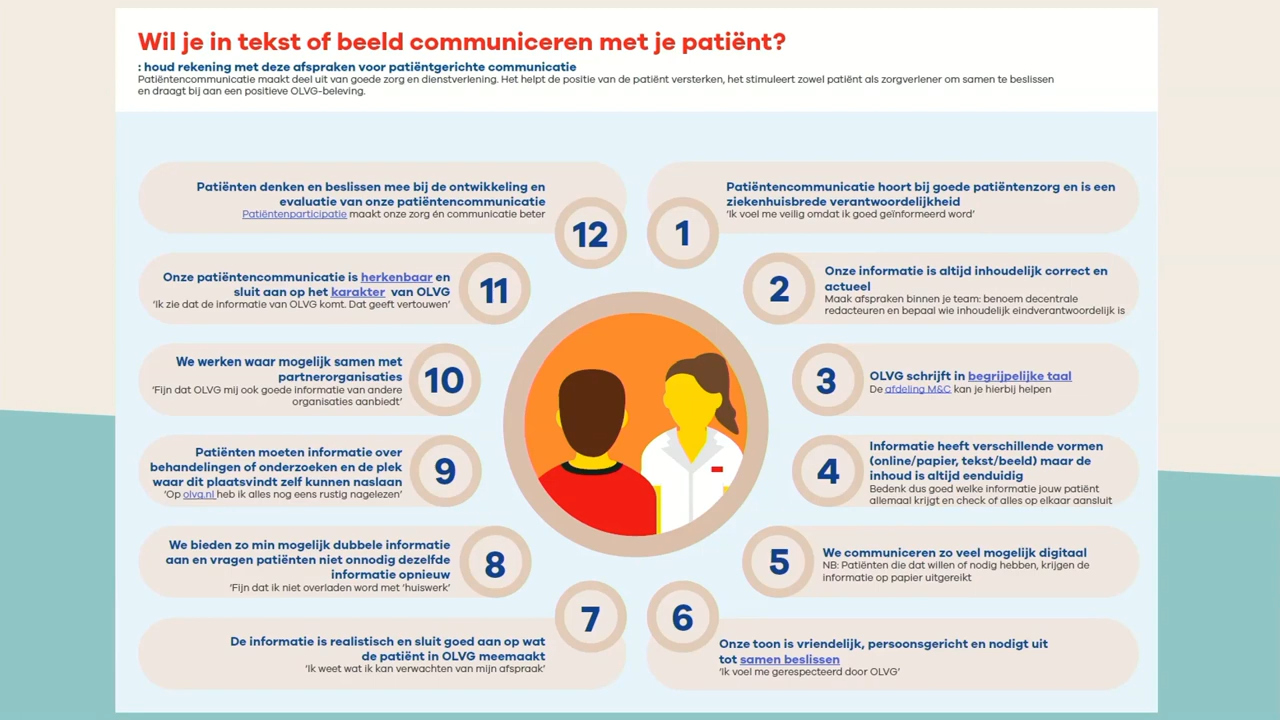 Wil je in tekst of beeld communiceren met je patiënt?
: houd rekening met deze afspraken voor patiëntgerichte communicatie
Patiëntencommunicatie maakt deel uit van goede zorg en dienstverlening. Het helpt de positie van de patiënt versterken, het stimuleert zowel patiënt als zorgverlener om samen te beslissen
en draagt bij aan een positieve OLVG-beleving.
1
Patiëntencommunicatie hoort bij goede patiëntenzorg en is een
ziekenhuisbrede verantwoordelijkheid
'Ik voel me veilig omdat ik goed geïnformeerd word'
2
Onze informatie is altijd inhoudelijk correct en
actueel
Maak afspraken binnen je team: benoem decentrale
redacteuren en bepaal wie inhoudelijk eindverantwoordelijk is
3
OLVG schrijft in begrijpelijke taal
De afdeling M&C kan je hierbij helpen
4
Informatie heeft verschillende vormen
(online/papier, tekst/beeld) maar de
inhoud is altijd eenduidig
Bedenk dus goed welke informatie jouw patiënt
allemaal krijgt en check of alles op elkaar aansluit
5
We communiceren zo veel mogelijk digitaal
NB: Patiënten die dat willen of nodig hebben, krijgen de
informatie op papier uitgereikt
6
Onze toon is vriendelijk, persoonsgericht en nodigt uit
tot samen beslissen
'Ik voel me gerespecteerd door OLVG'
7
De informatie is realistisch en sluit goed aan op wat
de patiënt in OLVG meemaakt
'Ik weet wat ik kan verwachten van mijn afspraak'
8
We bieden zo min mogelijk dubbele informatie
aan en vragen patiënten niet onnodig dezelfde
informatie opnieuw
'Fijn dat ik niet overladen word met 'huiswerk'
9
Patiënten moeten informatie over
behandelingen of onderzoeken en de plek
waar dit plaatsvindt zelf kunnen naslaan
'Op olvg.nl heb ik alles nog eens rustig nagelezen'
10
We werken waar mogelijk samen met
partnerorganisaties
'Fijn dat OLVG mij ook goede informatie van andere
organisaties aanbiedt'
11
Onze patiëntencommunicatie is herkenbaar en
sluit aan op het karakter van OLVG
'Ik zie dat de informatie van OLVG komt. Dat geeft vertouwen'
12
Patiënten denken en beslissen mee bij de ontwikkeling en
evaluatie van onze patiëntencommunicatie
Patiëntenparticipatie maakt onze zorg én communicatie beter